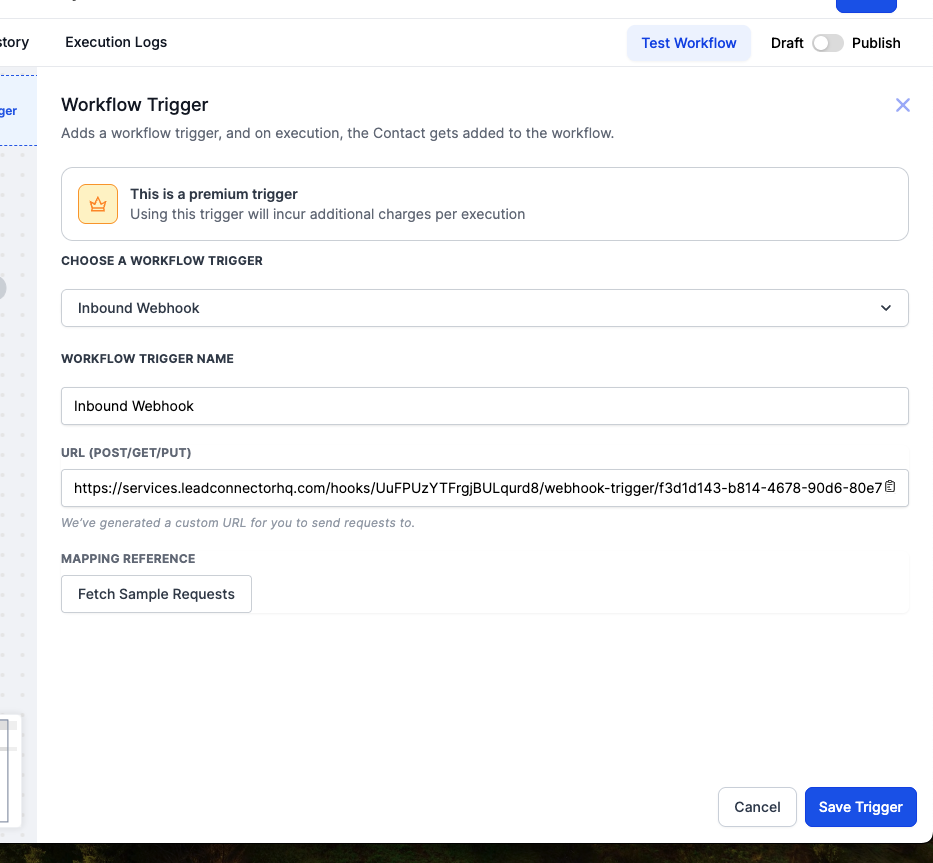 Execution Logs
Test Workflow
Draft
Publish
Workflow Trigger
Adds a workflow trigger, and on execution, the Contact gets added to the workflow.
This is a premium trigger
Using this trigger will incur additional charges per execution
CHOOSE A WORKFLOW TRIGGER
Inbound Webhook
WORKFLOW TRIGGER NAME
Inbound Webhook
URL (POST/GET/PUT)
https://services.leadconnectorhq.com/hooks/UuFPUzYTFrgjBULqurd8/webhook-trigger/f3d1d143-b814-4678-90d6-80e7
We've generated a custom URL for you to send requests to.
MAPPING REFERENCE
Fetch Sample Requests
Cancel
Save Trigger